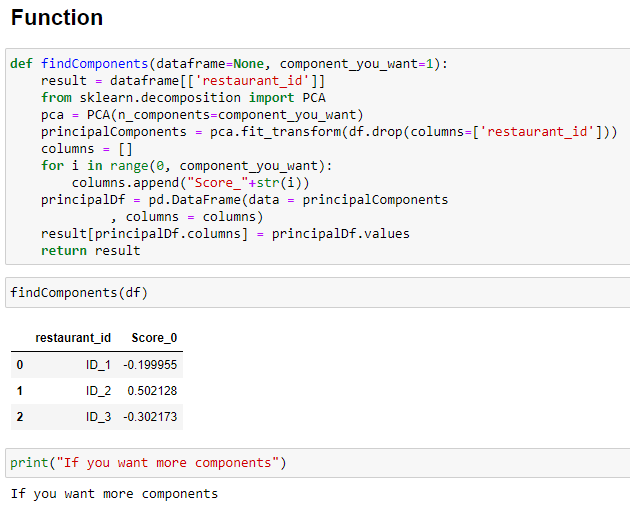 Function
def findComponents(dataframe=None, component_you_want=1):
    result = dataframe[['restaurant_id']]
    from sklearn.decomposition import PCA
    pca = PCA(n_components=component_you_want)
    principalComponents = pca.fit_transform(df.drop(columns=['restaurant_id']))
    columns = []
    for i in range(0, component_you_want):
        columns.append("Score_"+str(i))
    principalDf = pd.DataFrame(data = principalComponents
             , columns = columns)
    result[principalDf.columns] = principalDf.values
    return result
findComponents(df)
restaurant_id Score_0
0 ID_1 -0.199955
1 ID_2 0.502128
2 ID_3 -0.302173
print("If you want more components")
If you want more components